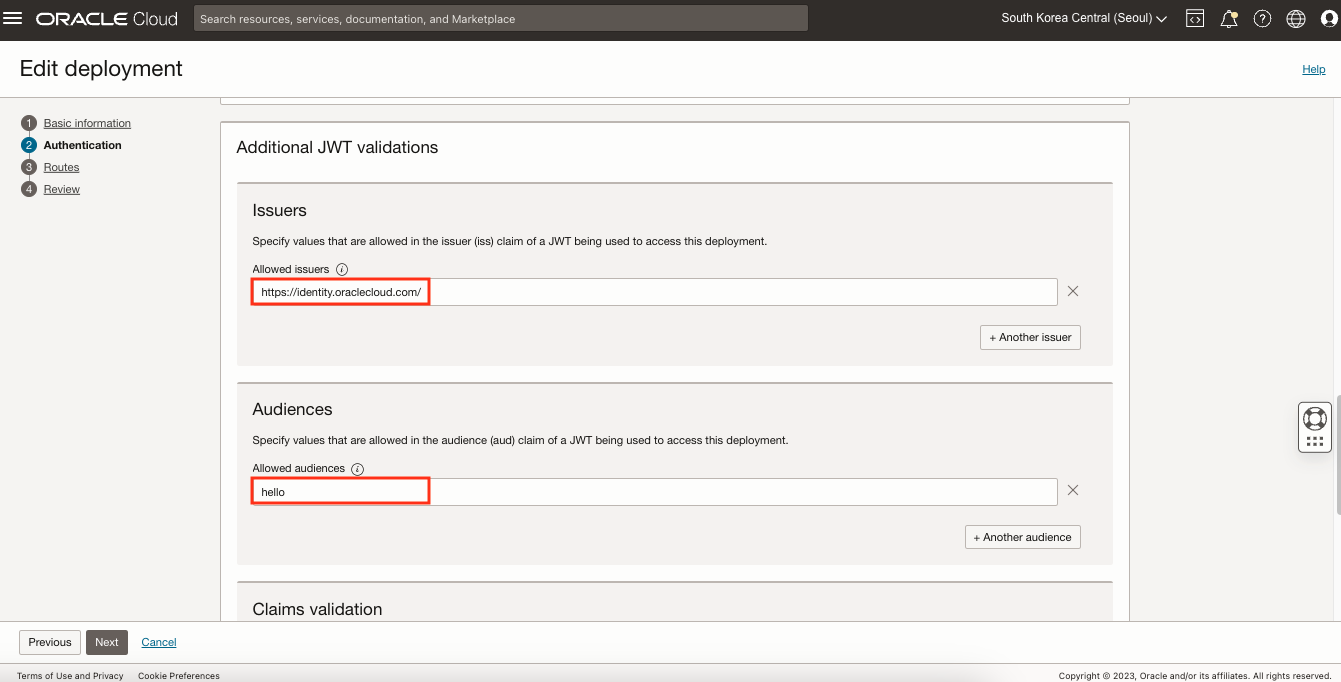 ORACLE Cloud
Search resources, services, documentation, and Marketplace
South Korea Central (Seoul)
Edit deployment
Help
1 Basic information
2 Authentication
3 Routes
4 Review
Additional JWT validations
Issuers
Specify values that are allowed in the issuer (iss) claim of a JWT being used to access this deployment.
Allowed issuers
https://identity.oraclecloud.com/
+ Another issuer
Audiences
Specify values that are allowed in the audience (aud) claim of a JWT being used to access this deployment.
Allowed audiences
hello
+ Another audience
Claims validation
Previous
Next
Cancel
Terms of Use and Privacy
Cookie Preferences
Copyright © 2023, Oracle and/or its affiliates. All rights reserved.